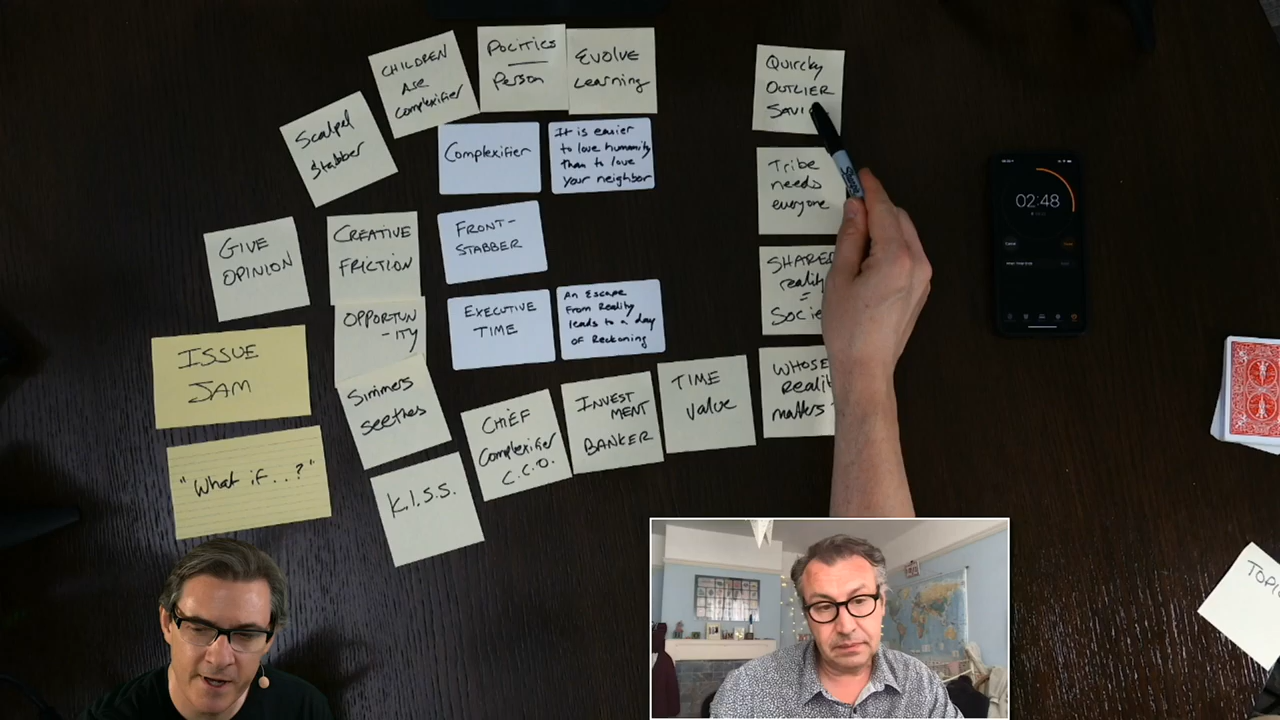 CHILDREN
Are
Complexifier
POLITICS
Person
EVOLVE
Learning
Scalpel
Stabber
Complexifier
It is easier
to love humanity
than to love
your neighbor
GIVE
OPINION
CREATIVE
FRICTION
FRONT-
STABBER
OPPORTUN
-ITY
EXECUTIVE
TIME
An Escape
From Reality
leads to a day
of Reckoning
ISSUE
JAM
"What if..?"
Simmers
seethes
K.I.S.S.
CHIEF
Complexifier
C.C.O.
INVEST
MENT
BANKER
TIME
Value
OUTLIER
Tribe
needs
everyone
SHARED
reality
=
WHOSE
matters
02:48